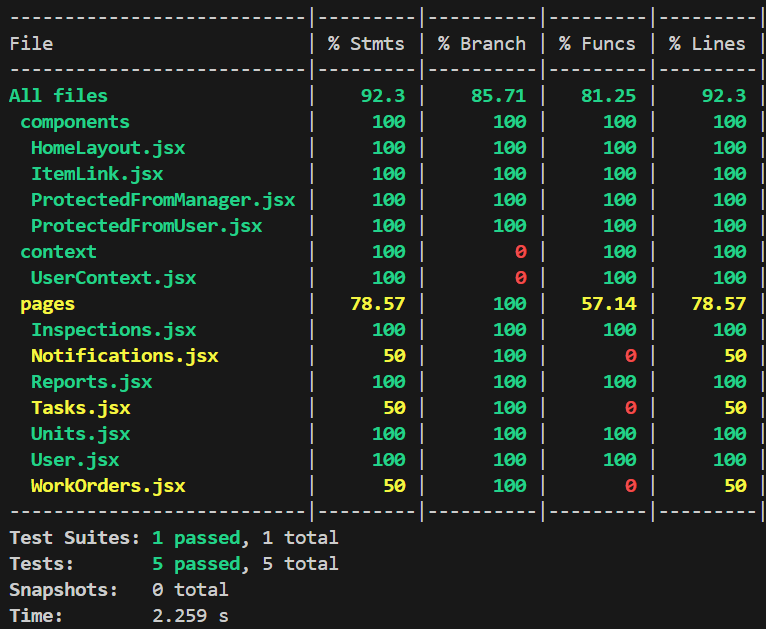 ---------------------------|---------|----------|---------|---------|
File                       | % Stmts | % Branch | % Funcs | % Lines |
---------------------------|---------|----------|---------|---------|
All files                  |    92.3 |    85.71 |   81.25 |    92.3 |
 components                |     100 |      100 |     100 |     100 |
  HomeLayout.jsx           |     100 |      100 |     100 |     100 |
  ItemLink.jsx             |     100 |      100 |     100 |     100 |
  ProtectedFromManager.jsx |     100 |      100 |     100 |     100 |
  ProtectedFromUser.jsx    |     100 |      100 |     100 |     100 |
 context                   |     100 |        0 |     100 |     100 |
  UserContext.jsx          |     100 |        0 |     100 |     100 |
 pages                     |   78.57 |      100 |   57.14 |   78.57 |
  Inspections.jsx          |     100 |      100 |     100 |     100 |
  Notifications.jsx        |      50 |      100 |       0 |      50 |
  Reports.jsx              |     100 |      100 |     100 |     100 |
  Tasks.jsx                |      50 |      100 |       0 |      50 |
  Units.jsx                |     100 |      100 |     100 |     100 |
  User.jsx                 |     100 |      100 |     100 |     100 |
  WorkOrders.jsx           |      50 |      100 |       0 |      50 |
---------------------------|---------|----------|---------|---------|
Test Suites: 1 passed, 1 total
Tests:       5 passed, 5 total
Snapshots:   0 total
Time:        2.259 s